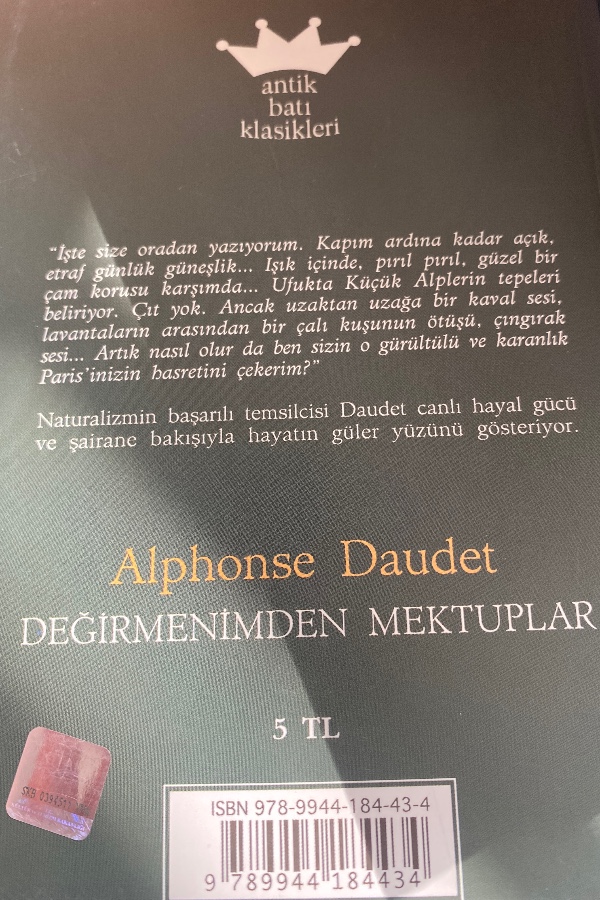 antik
batı
klasikleri
“İşte size oradan yazıyorum. Kapım ardına kadar açık,
etraf günlük güneşlik... Işık içinde, pırıl pırıl, güzel bir
çam korusu karşımda... Ufukta Küçük Alplerin tepeleri
beliriyor. Çıt yok. Ancak uzaktan uzağa bir kaval sesi,
lavantaların arasından bir çalı kuşunun ötüşü, çıngırak
sesi... Artık nasıl olur da ben sizin o gürültülü ve karanlık
Paris'inizin hasretini çekerim?”
Naturalizmin başarılı temsilcisi Daudet canlı hayal gücü
ve şairane bakışıyla hayatın güler yüzünü gösteriyor.
Alphonse Daudet
DEĞİRMENİMDEN MEKTUPLAR
5 TL
ISBN 978-9944-184-43-4
9 789944 184434